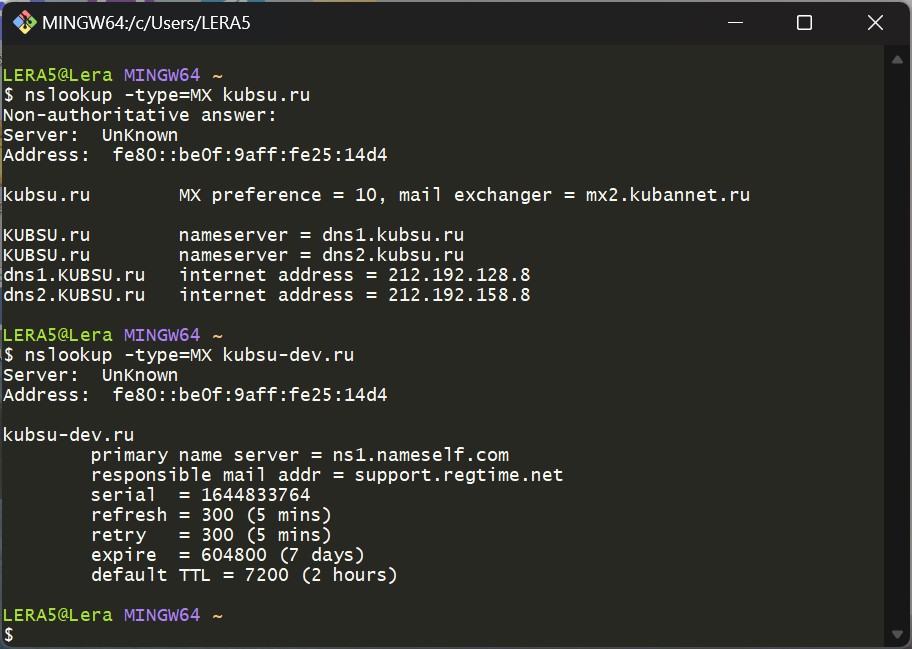 MINGW64:/c/Users/LERA5
LERA5@Lera MINGW64 ~
$ nslookup -type=MX kubsu.ru
Non-authoritative answer:
Server:  UnKnown
Address:  fe80::be0f:9aff:fe25:14d4
kubsu.ru        MX preference = 10, mail exchanger = mx2.kubannet.ru
KUBSU.ru        nameserver = dns1.kubsu.ru
KUBSU.ru        nameserver = dns2.kubsu.ru
dns1.KUBSU.ru   internet address = 212.192.128.8
dns2.KUBSU.ru   internet address = 212.192.158.8
LERA5@Lera MINGW64 ~
$ nslookup -type=MX kubsu-dev.ru
Server:  UnKnown
Address:  fe80::be0f:9aff:fe25:14d4
kubsu-dev.ru
        primary name server = ns1.nameself.com
        responsible mail addr = support.regtime.net
        serial  = 1644833764
        refresh = 300 (5 mins)
        retry   = 300 (5 mins)
        expire  = 604800 (7 days)
        default TTL = 7200 (2 hours)
LERA5@Lera MINGW64 ~
$